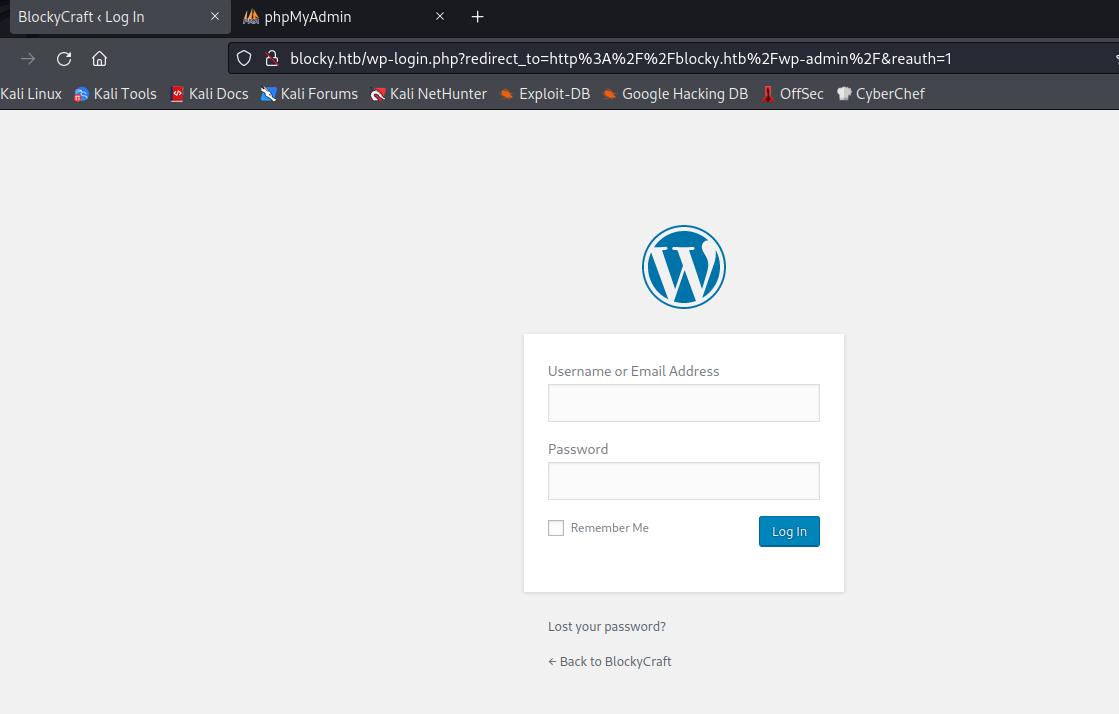 BlockyCraft ‹ Log In
phpMyAdmin
blocky.htb/wp-login.php?redirect_to=http%3A%2F%2Fblocky.htb%2Fwp-admin%2F&reauth=1
Kali Linux Kali Tools Kali Docs Kali Forums Kali NetHunter Exploit-DB Google Hacking DB OffSec CyberChef
Username or Email Address
Password
Remember Me
Log In
Lost your password?
← Back to BlockyCraft